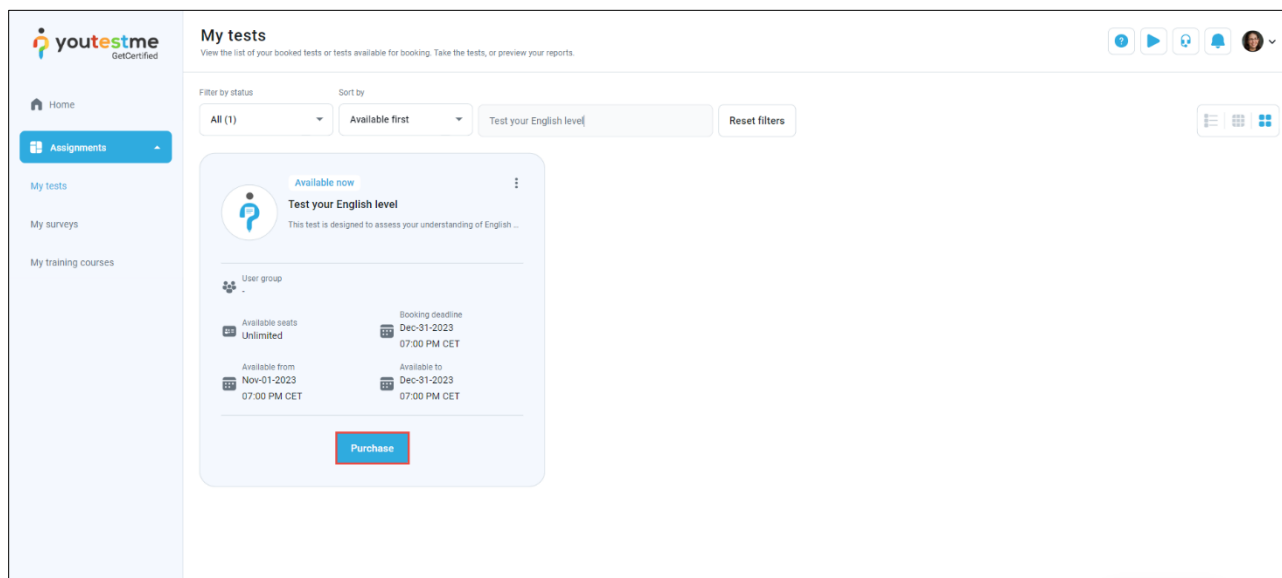 youtestme
GetCertified
Home
Assignments
My tests
My surveys
My training courses
My tests
View the list of your booked tests or tests available for booking. Take the tests, or preview your reports.
Filter by status
Sort by
All (1)
Available first
Test your English level
Reset filters
Available now
Test your English level
This test is designed to assess your understanding of English ...
User group
-
Available seats
Unlimited
Booking deadline
Dec-31-2023
07:00 PM CET
Available from
Nov-01-2023
07:00 PM CET
Available to
Dec-31-2023
07:00 PM CET
Purchase